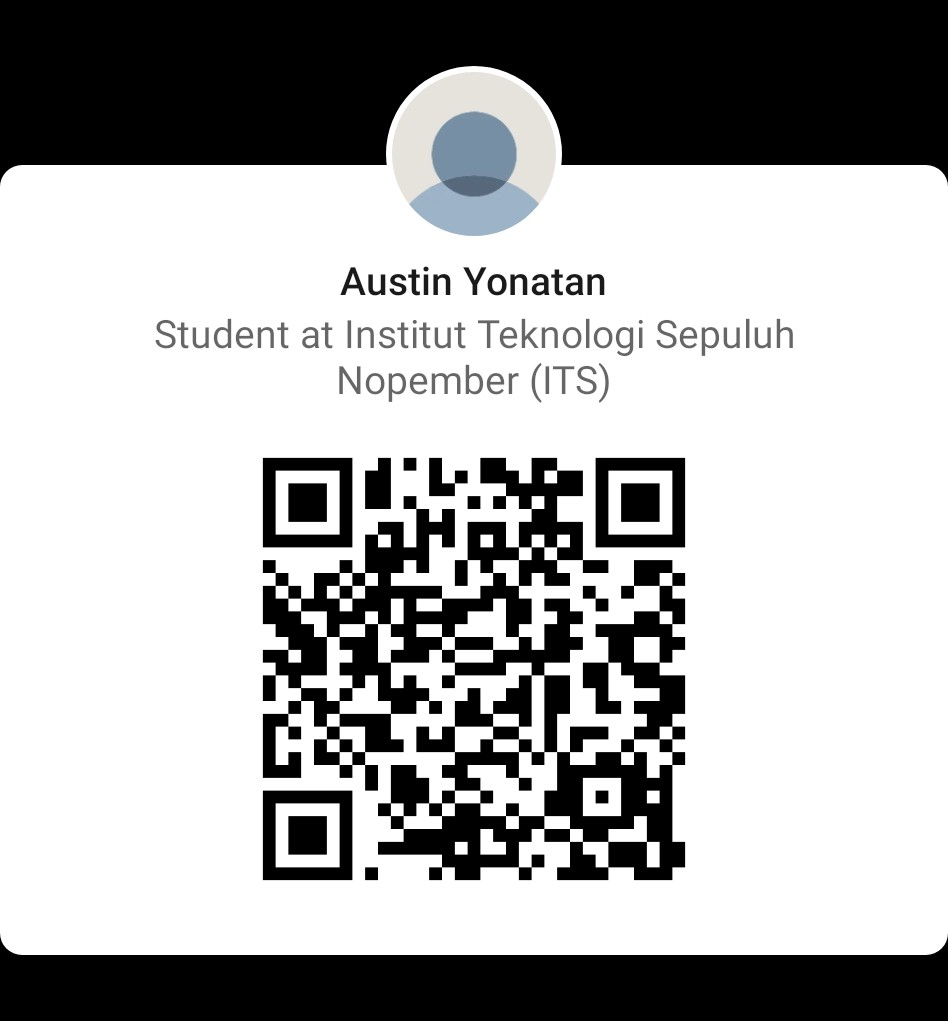 Austin Yonatan
Student at Institut Teknologi Sepuluh
Nopember (ITS)